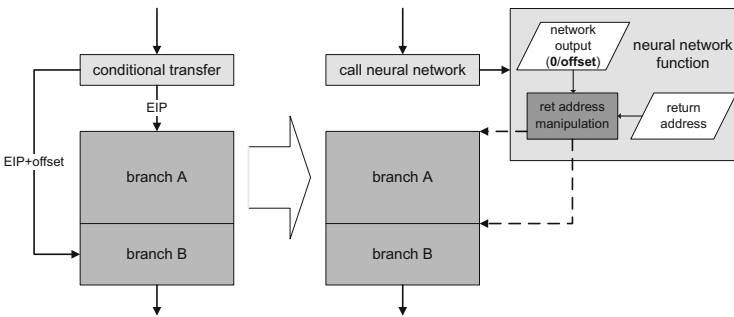 conditional transfer
EIP
EIP+offset
branch A
branch B
call neural network
network
output
(0/offset)
neural network
function
ret address
manipulation
return
address
branch A
branch B